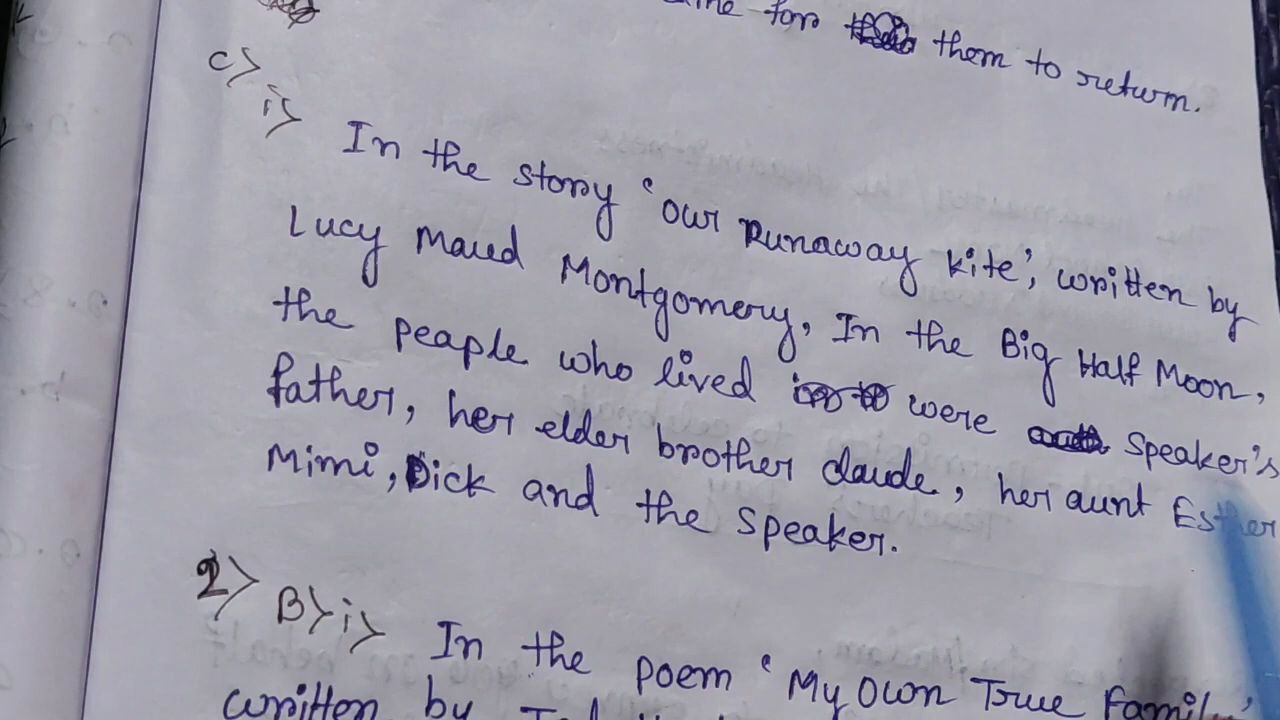 for them to return.
c>
i> In the story 'our Runaway kite', written by
Lucy Maud Montgomery, In the Big Half Moon,
the peaple who lived were speaker's
father, her elder brother claude, her aunt Esther
Mimi, Dick and the speaker.
2> B>i> In the poem 'My Own True Family'
written by